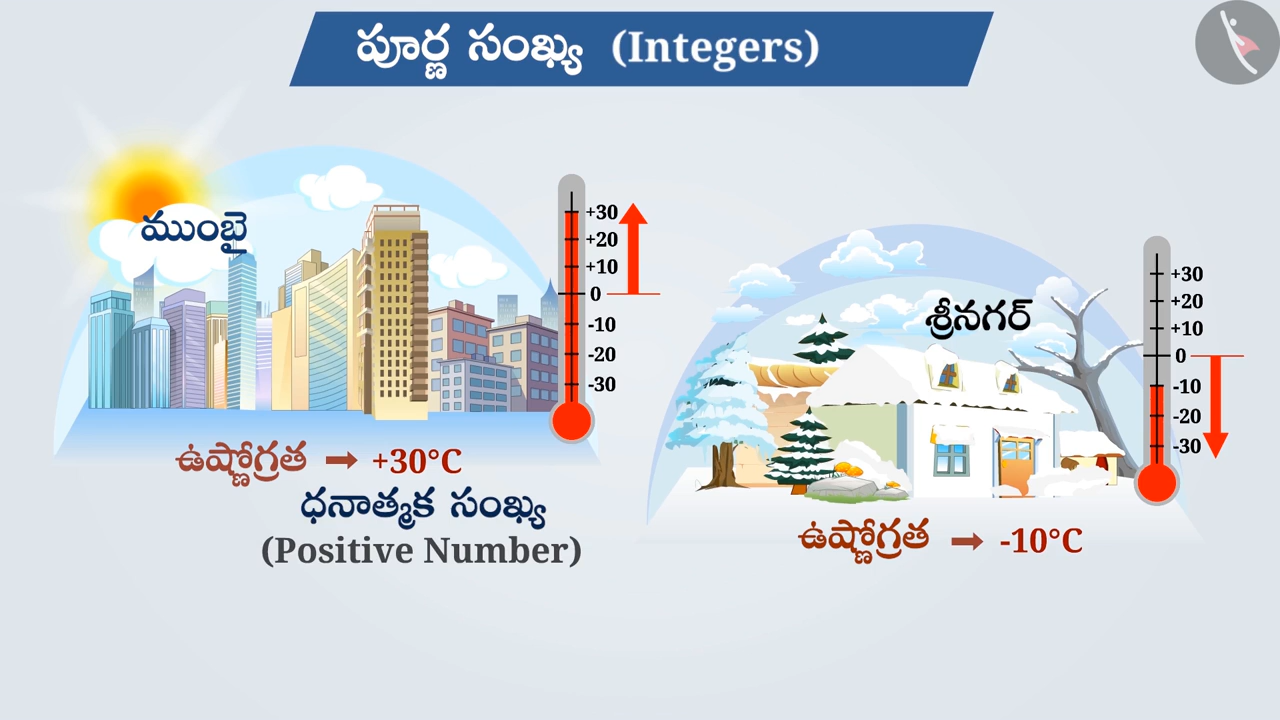 పూర్ణ సంఖ్య (Integers)
ముంబై
+30
+20
+10
0
-10
-20
-30
ఉష్ణోగ్రత → +30°C
ధనాత్మక సంఖ్య
(Positive Number)
శ్రీనగర్
+30
+20
+10
0
-10
-20
-30
ఉష్ణోగ్రత → -10°C